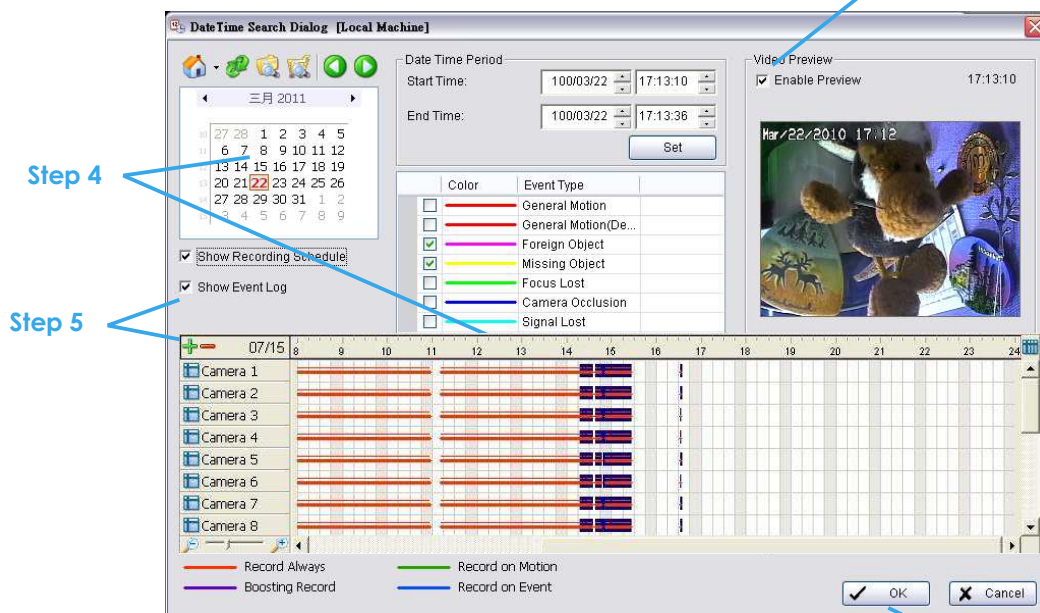 DateTime Search Dialog [Local Machine]
Date Time Period
Start Time: 100/03/22 17:13:10
End Time: 100/03/22 17:13:36
Set
Video Preview
Enable Preview 17:13:10
Mar/22/2010 17:12
三月 2011
27 28 1 2 3 4 5
6 7 8 9 10 11 12
13 14 15 16 17 18 19
20 21 22 23 24 25 26
27 28 29 30 31 1 2
3 4 5 6 7 8 9
Step 4
Show Recording Schedule
Show Event Log
Step 5
Color Event Type
General Motion
General Motion(De...
Foreign Object
Missing Object
Focus Lost
Camera Occlusion
Signal Lost
07/15 8 9 10 11 12 13 14 15 16 17 18 19 20 21 22 23 24
Camera 1
Camera 2
Camera 3
Camera 4
Camera 5
Camera 6
Camera 7
Camera 8
Record Always Record on Motion
Boosting Record Record on Event
OK Cancel